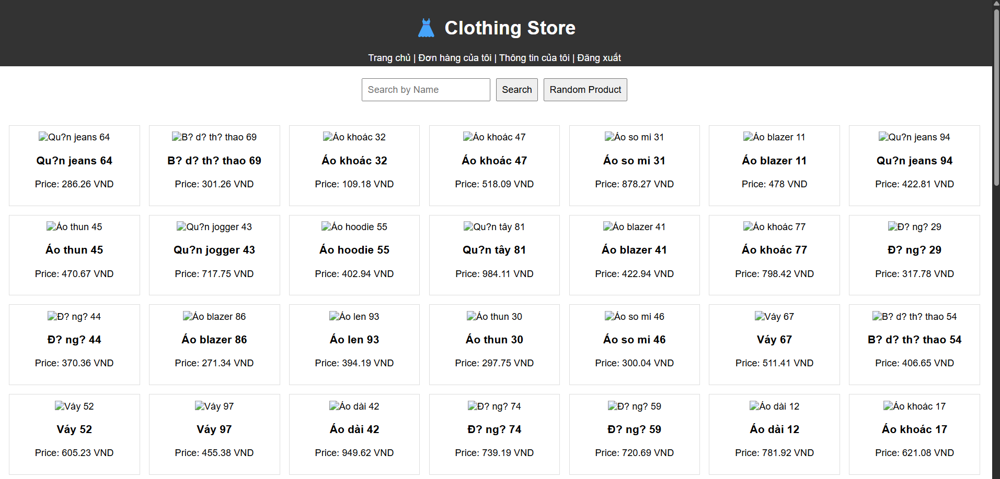 Clothing Store
Trang chủ | Đơn hàng của tôi | Thông tin của tôi | Đăng xuất
Search by Name
Search
Random Product
Qu?n jeans 64
Qu?n jeans 64
Price: 286.26 VND
B? d? th? thao 69
B? d? th? thao 69
Price: 301.26 VND
Áo khoác 32
Áo khoác 32
Price: 109.18 VND
Áo khoác 47
Áo khoác 47
Price: 518.09 VND
Áo so mi 31
Áo so mi 31
Price: 878.27 VND
Áo blazer 11
Áo blazer 11
Price: 478 VND
Qu?n jeans 94
Qu?n jeans 94
Price: 422.81 VND
Áo thun 45
Áo thun 45
Price: 470.67 VND
Qu?n jogger 43
Qu?n jogger 43
Price: 717.75 VND
Áo hoodie 55
Áo hoodie 55
Price: 402.94 VND
Qu?n tây 81
Qu?n tây 81
Price: 984.11 VND
Áo blazer 41
Áo blazer 41
Price: 422.94 VND
Áo khoác 77
Áo khoác 77
Price: 798.42 VND
Đ? ng? 29
Đ? ng? 29
Price: 317.78 VND
Đ? ng? 44
Đ? ng? 44
Price: 370.36 VND
Áo blazer 86
Áo blazer 86
Price: 271.34 VND
Áo len 93
Áo len 93
Price: 394.19 VND
Áo thun 30
Áo thun 30
Price: 297.75 VND
Áo so mi 46
Áo so mi 46
Price: 300.04 VND
Váy 67
Váy 67
Price: 511.41 VND
B? d? th? thao 54
B? d? th? thao 54
Price: 406.65 VND
Váy 52
Váy 52
Price: 605.23 VND
Váy 97
Váy 97
Price: 455.38 VND
Áo dài 42
Áo dài 42
Price: 949.62 VND
Đ? ng? 74
Đ? ng? 74
Price: 739.19 VND
Đ? ng? 59
Đ? ng? 59
Price: 720.69 VND
Áo dài 12
Áo dài 12
Price: 781.92 VND
Áo khoác 17
Áo khoác 17
Price: 621.08 VND